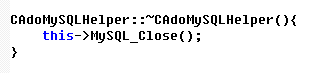 CAdoMySQLHelper::~CAdoMySQLHelper(){
    this->MySQL_Close();
}